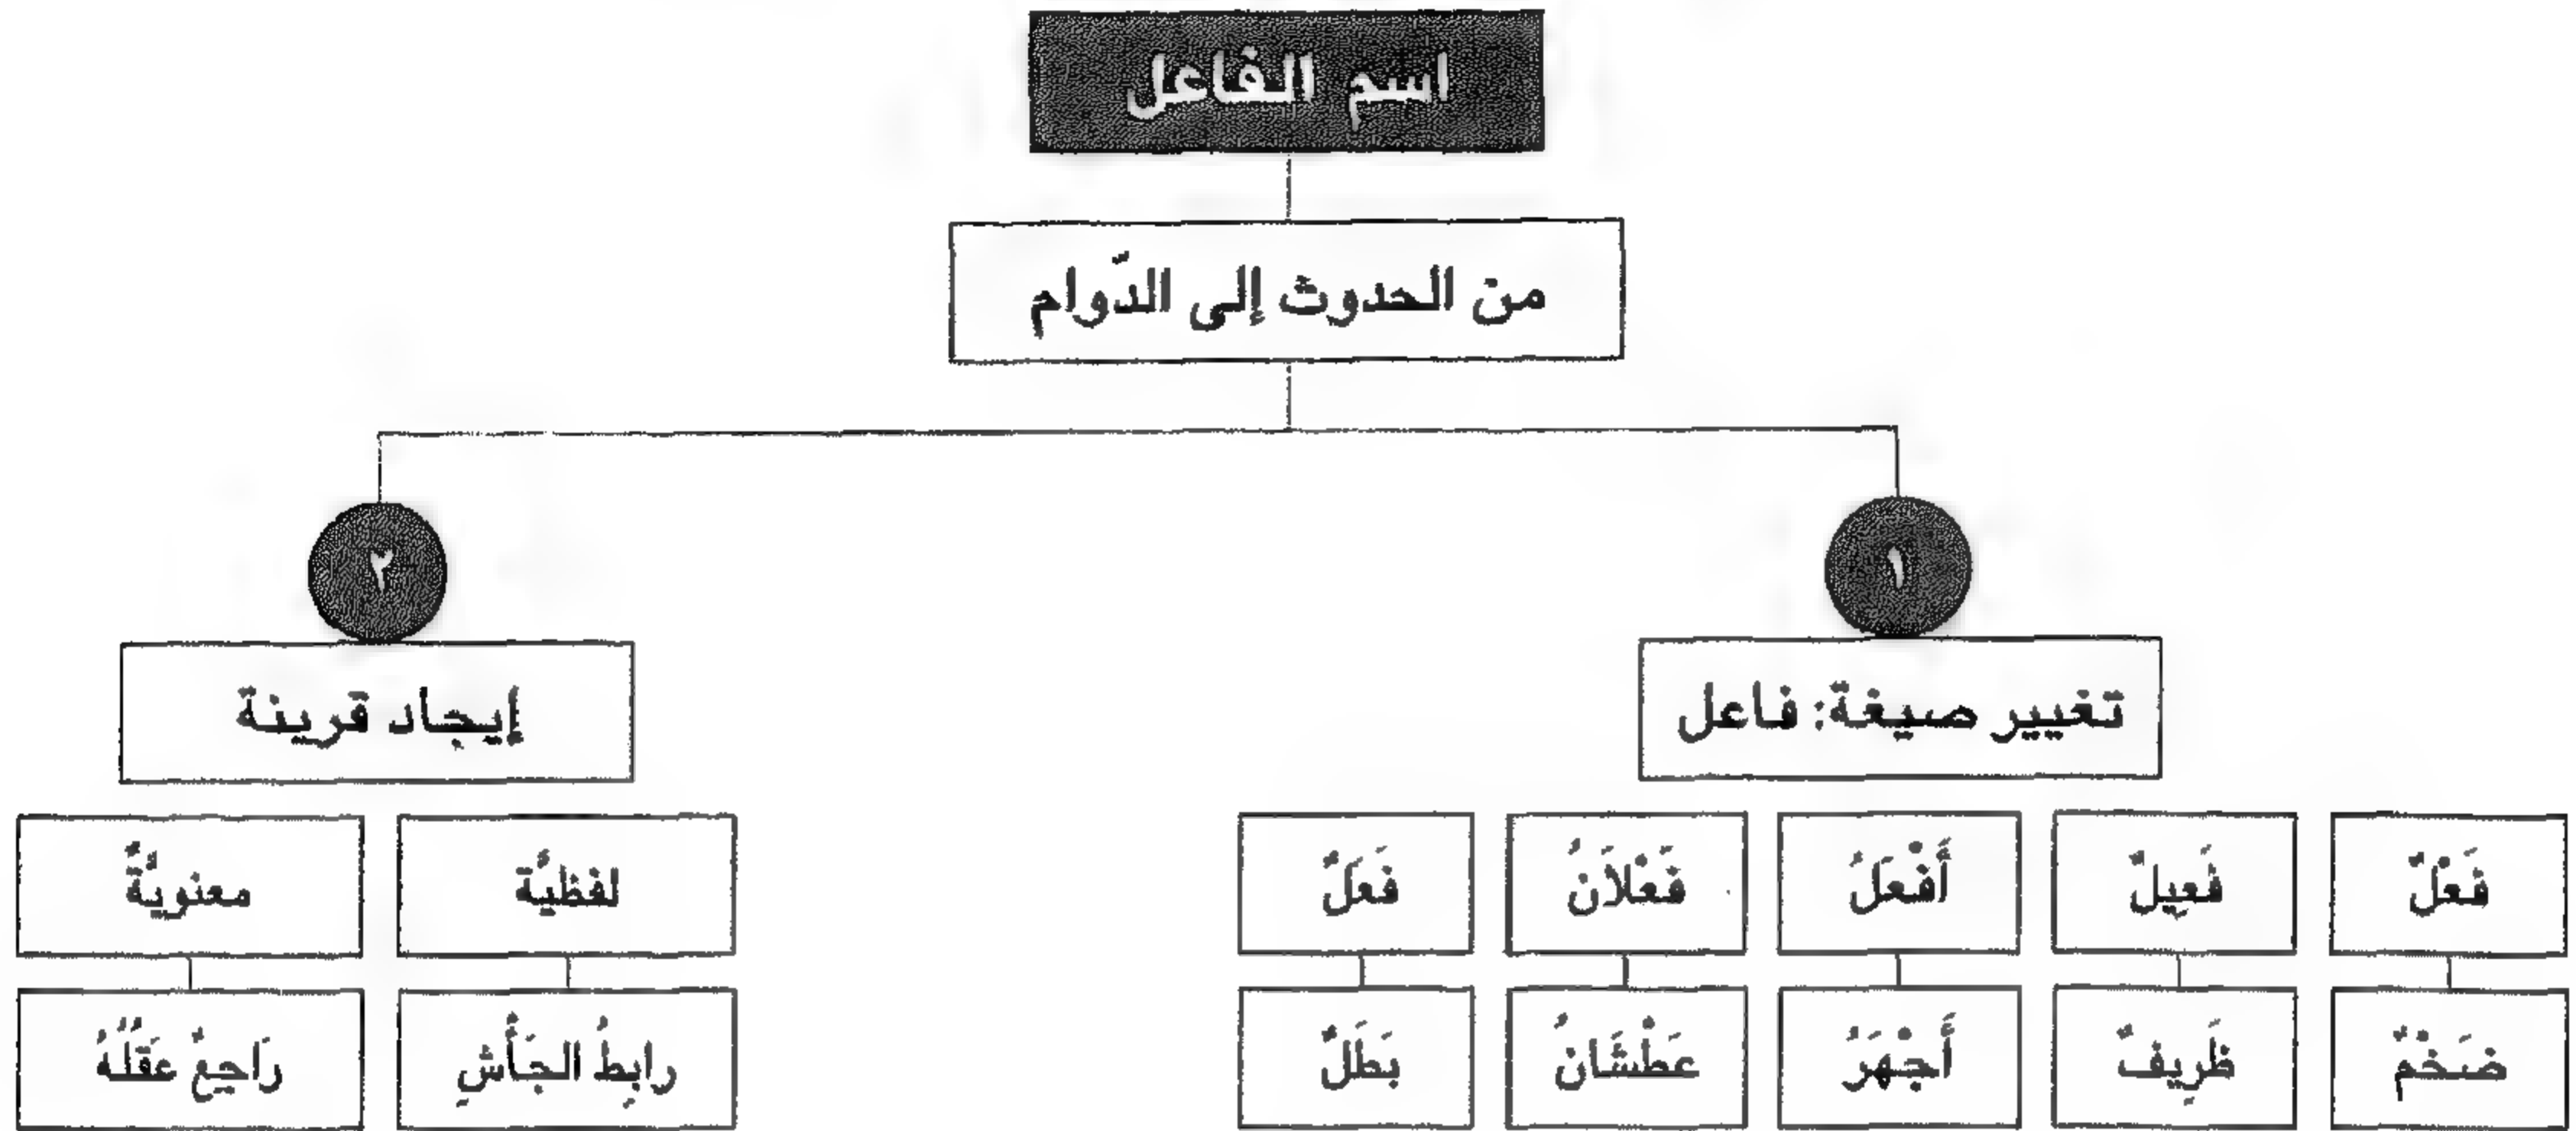 اسم الفاعل
من الحدوث إلى الدّوام
١
تغيير صيغة: فاعل
فَعْلٌ
فَعِيلٌ
أَفْعَلُ
فَعْلاَنُ
فَعَلٌ
ضَخْمٌ
ظَرِيفٌ
أَجْهَرُ
عَطْشَانُ
بَطَلٌ
٢
إيجاد قرينة
لفظيَّة
معنويَّةٌ
رابِطُ الجَأْشِ
رَاجِعٌ عَقْلُهُ